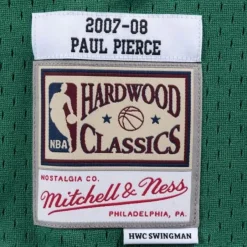 2007-08
PAUL PIERCE
HARDWOOD
NBA
CLASSICS
NOSTALGIA CO.
Mitchell & Ness
PHILADELPHIA, PA.
HWC SWINGMAN